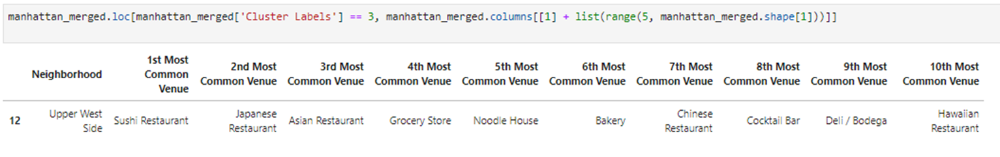 manhattan_merged.loc[manhattan_merged['Cluster Labels'] == 3, manhattan_merged.columns[[1] + list(range(5, manhattan_merged.shape[1]))]]
Neighborhood 1st Most Common Venue 2nd Most Common Venue 3rd Most Common Venue 4th Most Common Venue 5th Most Common Venue 6th Most Common Venue 7th Most Common Venue 8th Most Common Venue 9th Most Common Venue 10th Most Common Venue
12 Upper West Side Sushi Restaurant Japanese Restaurant Asian Restaurant Grocery Store Noodle House Bakery Chinese Restaurant Cocktail Bar Deli / Bodega Hawaiian Restaurant